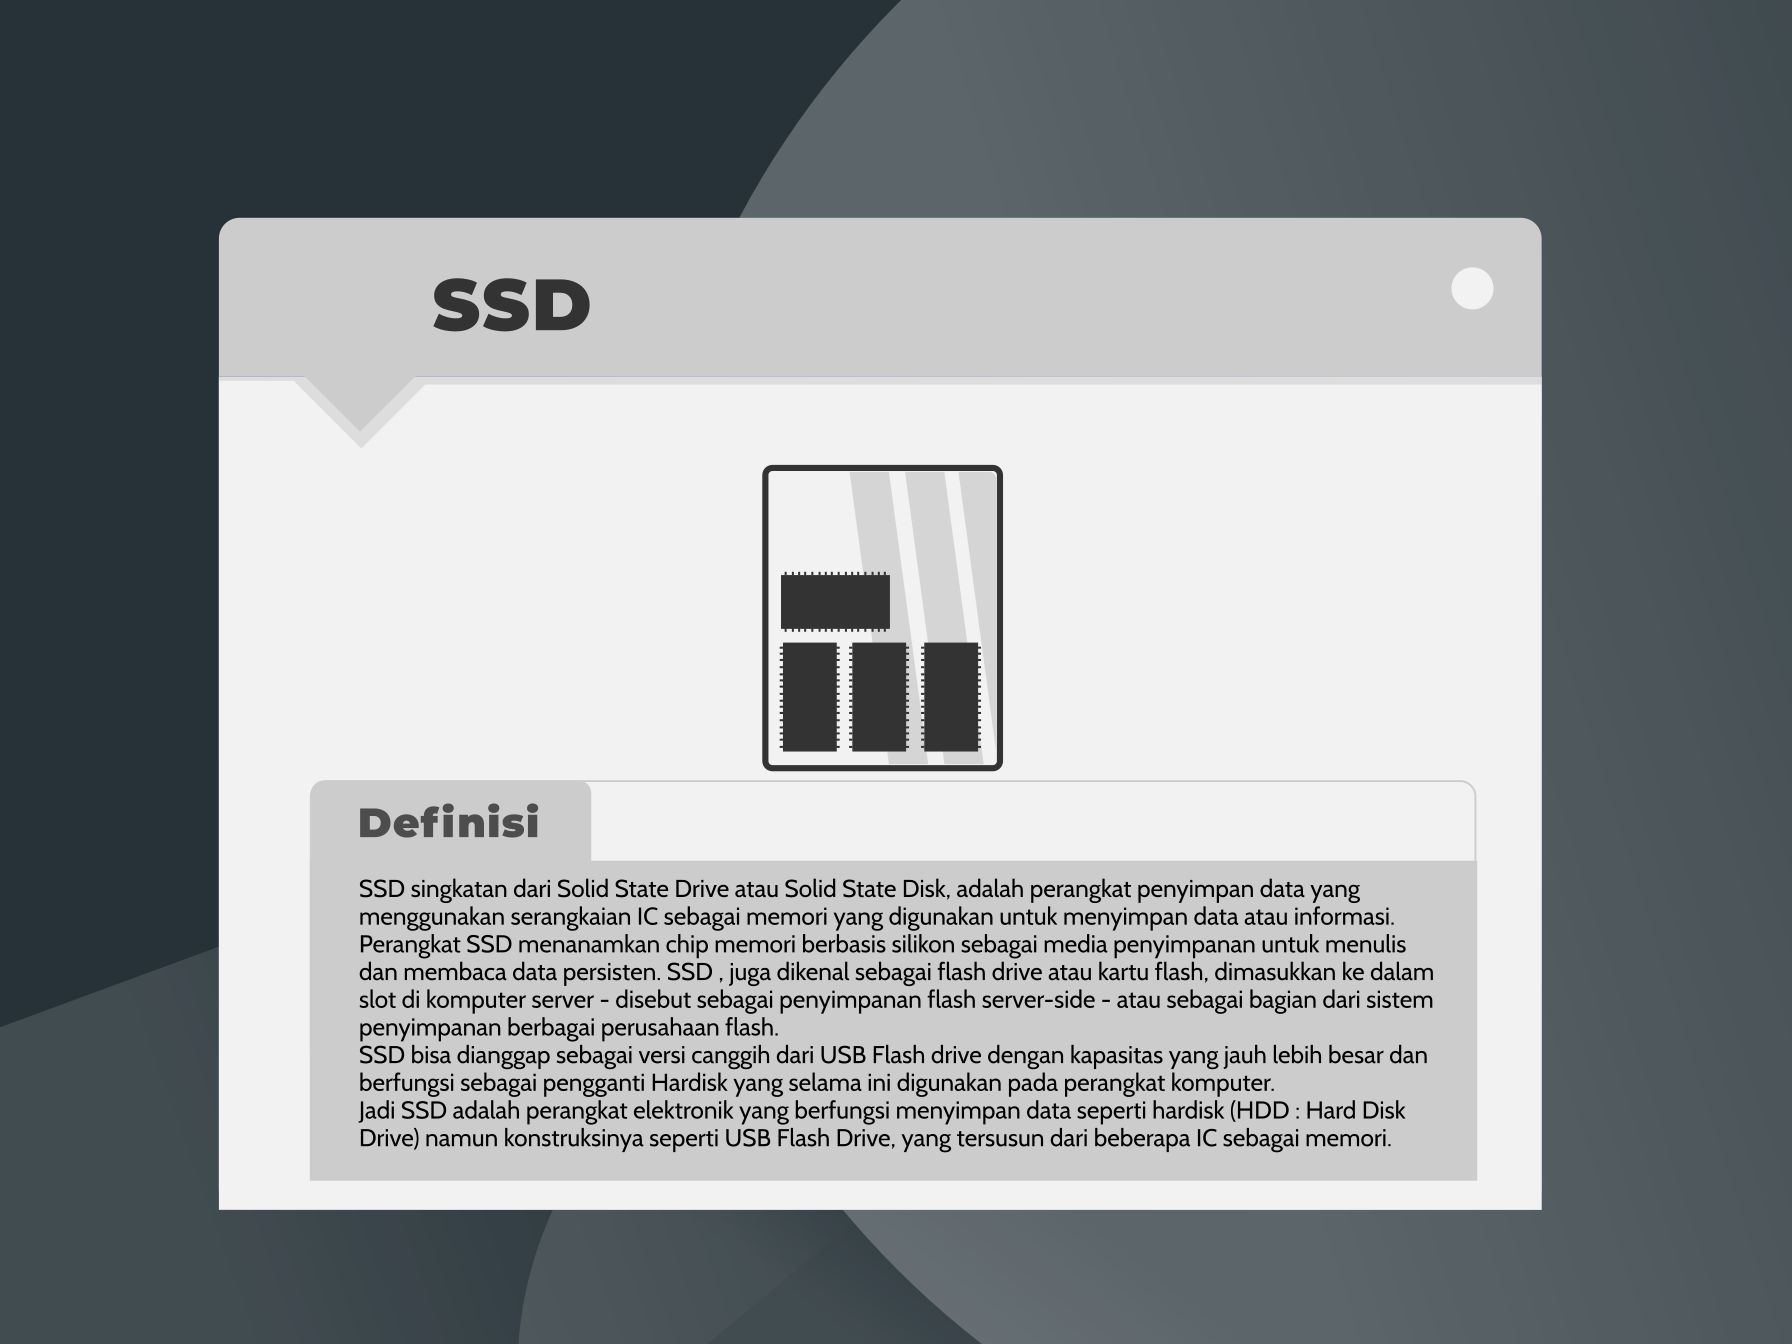 SSD
Definisi
SSD singkatan dari Solid State Drive atau Solid State Disk, adalah perangkat penyimpan data yang
menggunakan serangkaian IC sebagai memori yang digunakan untuk menyimpan data atau informasi.
Perangkat SSD menanamkan chip memori berbasis silikon sebagai media penyimpanan untuk menulis
dan membaca data persisten. SSD , juga dikenal sebagai flash drive atau kartu flash, dimasukkan ke dalam
slot di komputer server - disebut sebagai penyimpanan flash server-side - atau sebagai bagian dari sistem
penyimpanan berbagai perusahaan flash.
SSD bisa dianggap sebagai versi canggih dari USB Flash drive dengan kapasitas yang jauh lebih besar dan
berfungsi sebagai pengganti Hardisk yang selama ini digunakan pada perangkat komputer.
Jadi SSD adalah perangkat elektronik yang berfungsi menyimpan data seperti hardisk (HDD : Hard Disk
Drive) namun konstruksinya seperti USB Flash Drive, yang tersusun dari beberapa IC sebagai memori.